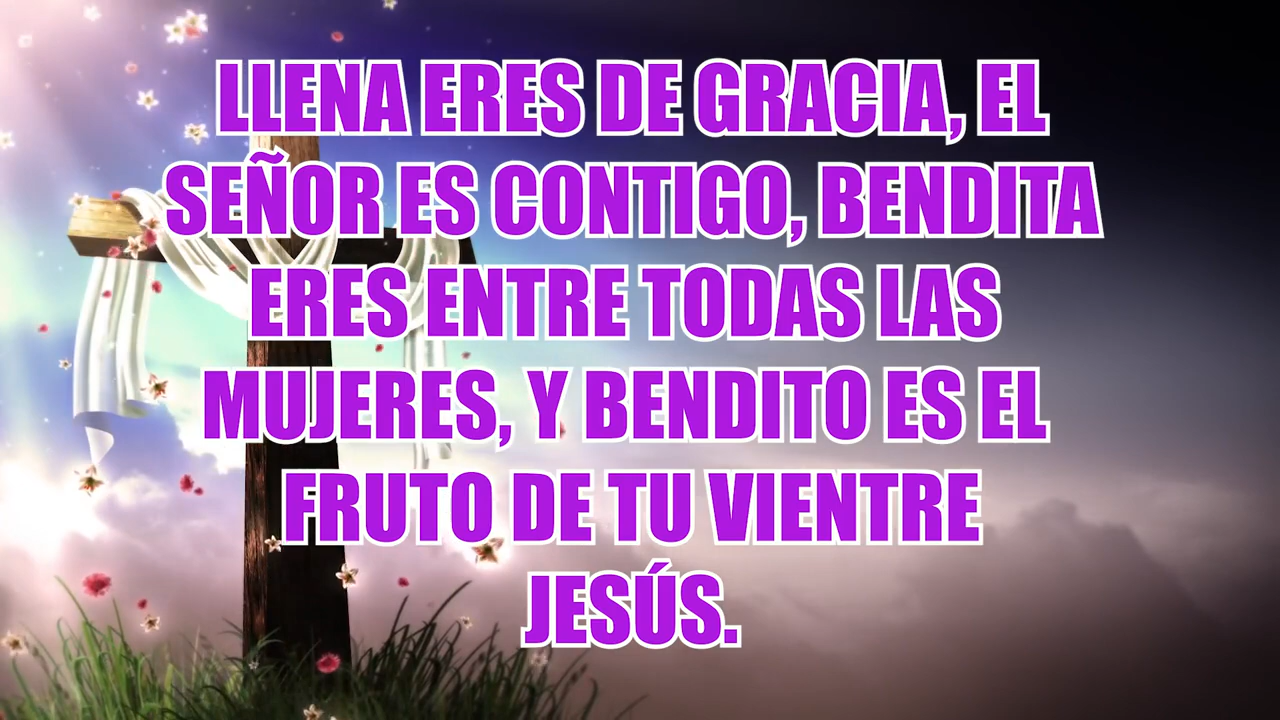 LLENA ERES DE GRACIA, EL
SEÑOR ES CONTIGO, BENDITA
ERES ENTRE TODAS LAS
MUJERES, Y BENDITO ES EL
FRUTO DE TU VIENTRE
JESÚS.